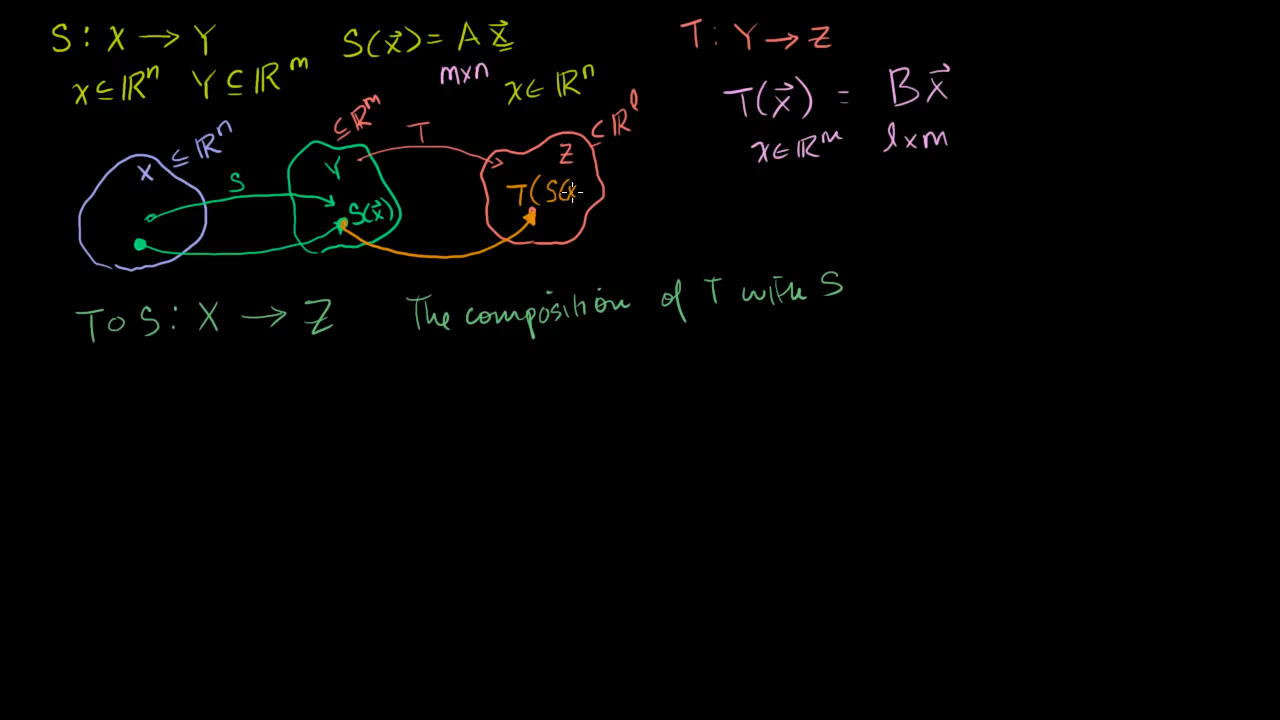 S : X → Y S(x⃗) = A x⃗ T : Y → Z
X ⊆ ℝⁿ Y ⊆ ℝᵐ m×n x ∈ ℝⁿ T(x⃗) = B x⃗
x ∈ ℝᵐ l×m
X ⊆ ℝⁿ S Y ⊆ ℝᵐ T Z ⊆ ℝˡ
S(x⃗) T(S(x
T∘S : X → Z The composition of T with S